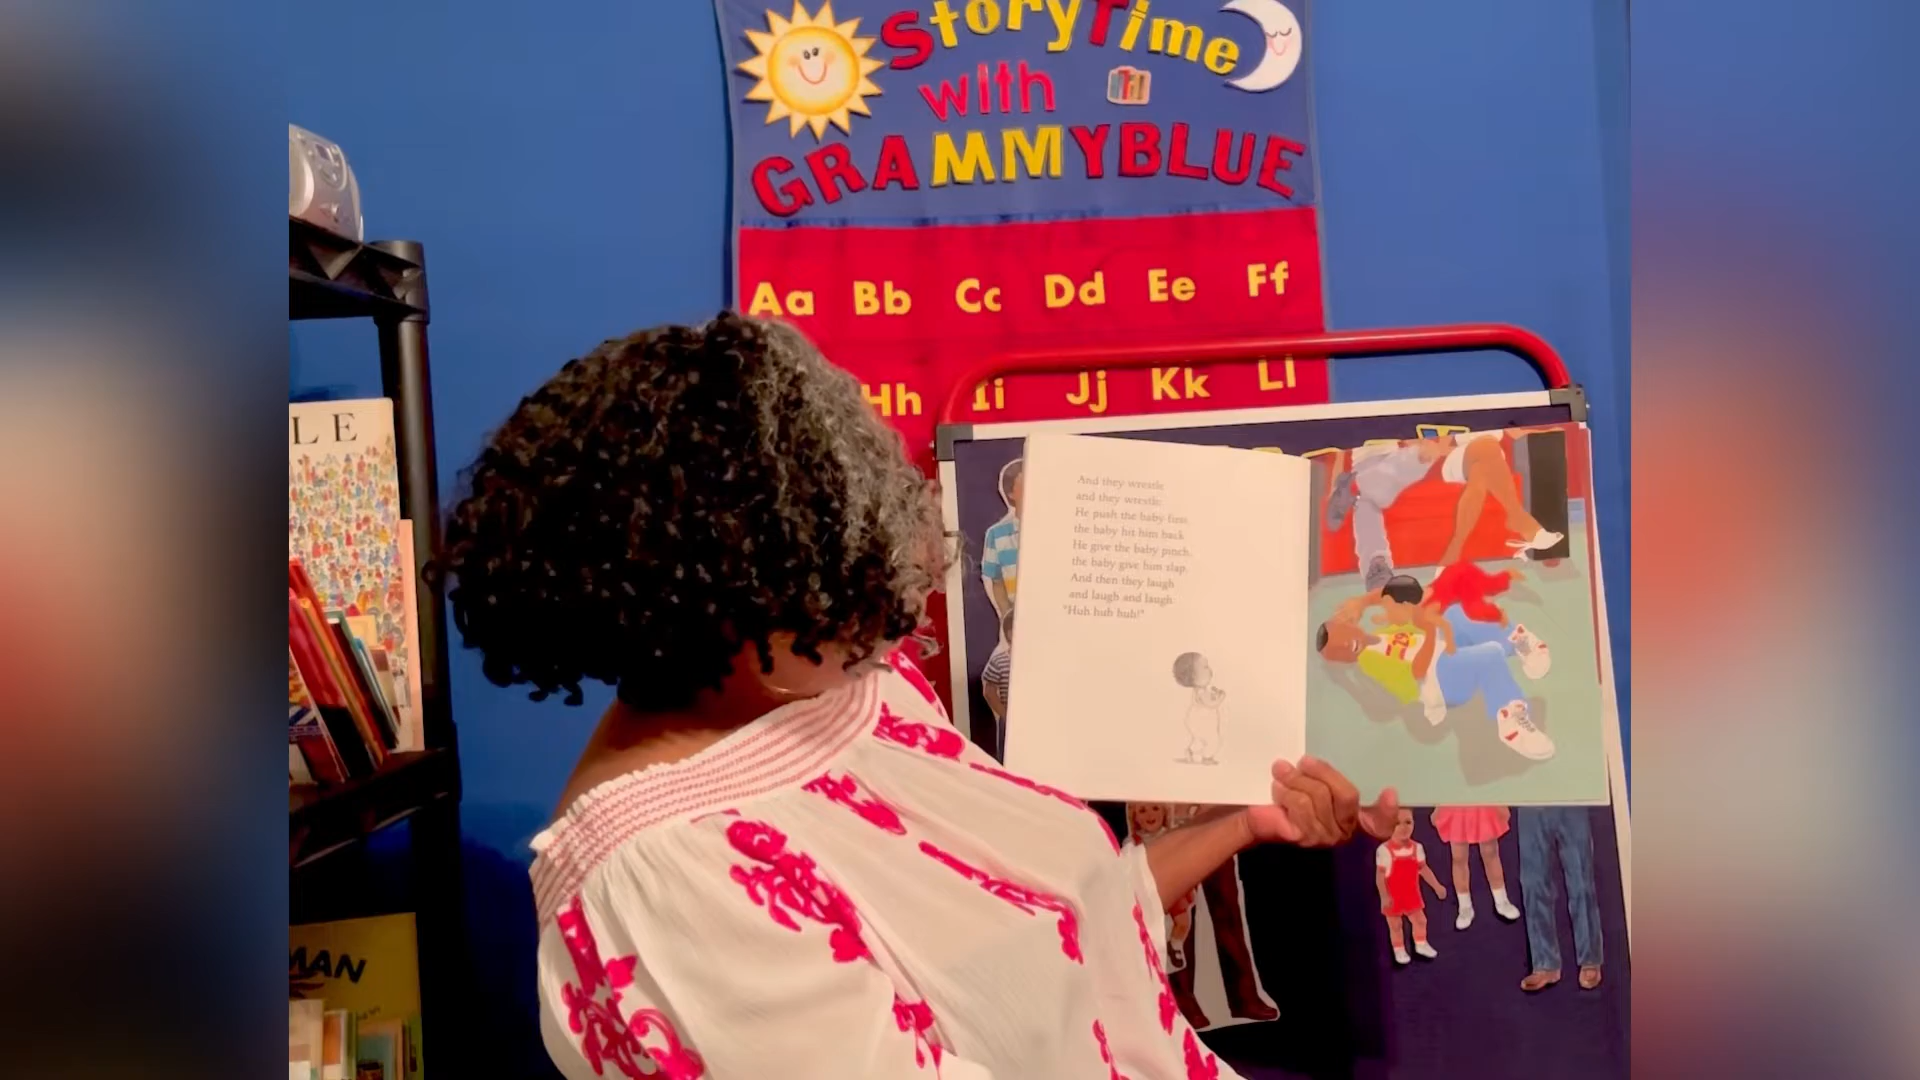 StoryTime
with
GRAMMYBLUE
Aa Bb Cc Dd Ee Ff
Hh Ii Jj Kk Ll
LE
MAN
And they wrestle
and they wrestle.
He push the baby first,
the baby hit him back.
He give the baby pinch,
the baby give him slap.
And then they laugh
and laugh and laugh.
"Huh huh huh!"